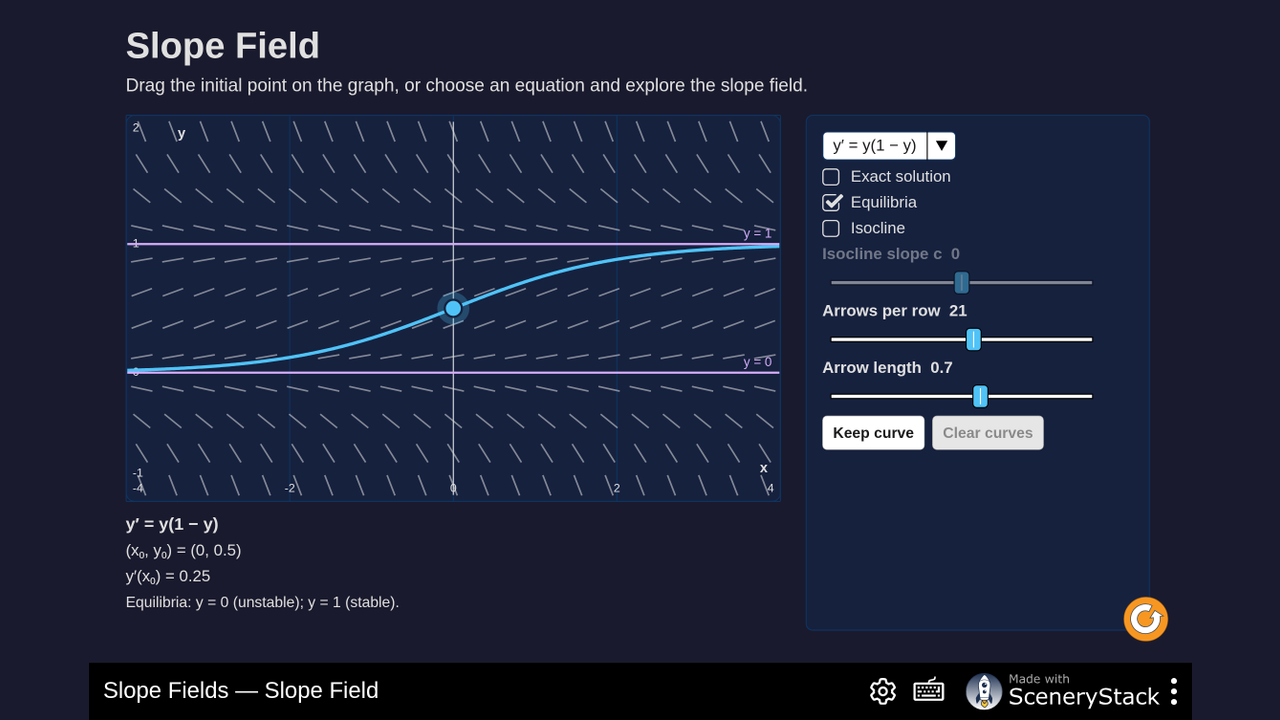 Slope Field
Drag the initial point on the graph, or choose an equation and explore the slope field.
2
y
1
y = 1
0
y = 0
-1
x
-4
-2
0
2
4
y′ = y(1 − y)
Exact solution
Equilibria
Isocline
Isocline slope c 0
Arrows per row 21
Arrow length 0.7
Keep curve
Clear curves
y′ = y(1 − y)
(x₀, y₀) = (0, 0.5)
y′(x₀) = 0.25
Equilibria: y = 0 (unstable); y = 1 (stable).
Slope Fields — Slope Field
Made with
SceneryStack